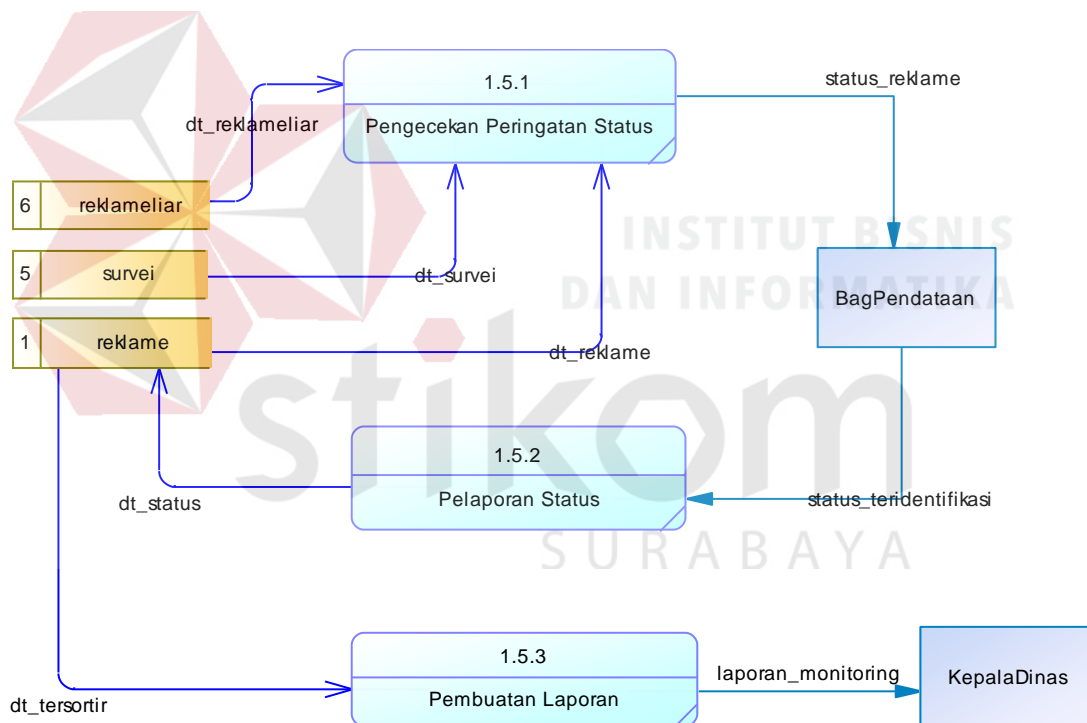 1.5.1
Pengecekan Peringatan Status
status_reklame
dt_reklameliar
6 reklameliar
INSTITUT BISNIS
DAN INFORMATIKA
5 survei
dt_survei
BagPendataan
1 reklame
dt_reklame
stikom
1.5.2
Pelaporan Status
dt_status
status_teridentifikasi
SURABAYA
1.5.3
Pembuatan Laporan
laporan_monitoring
KepalaDinas
dt_tersortir